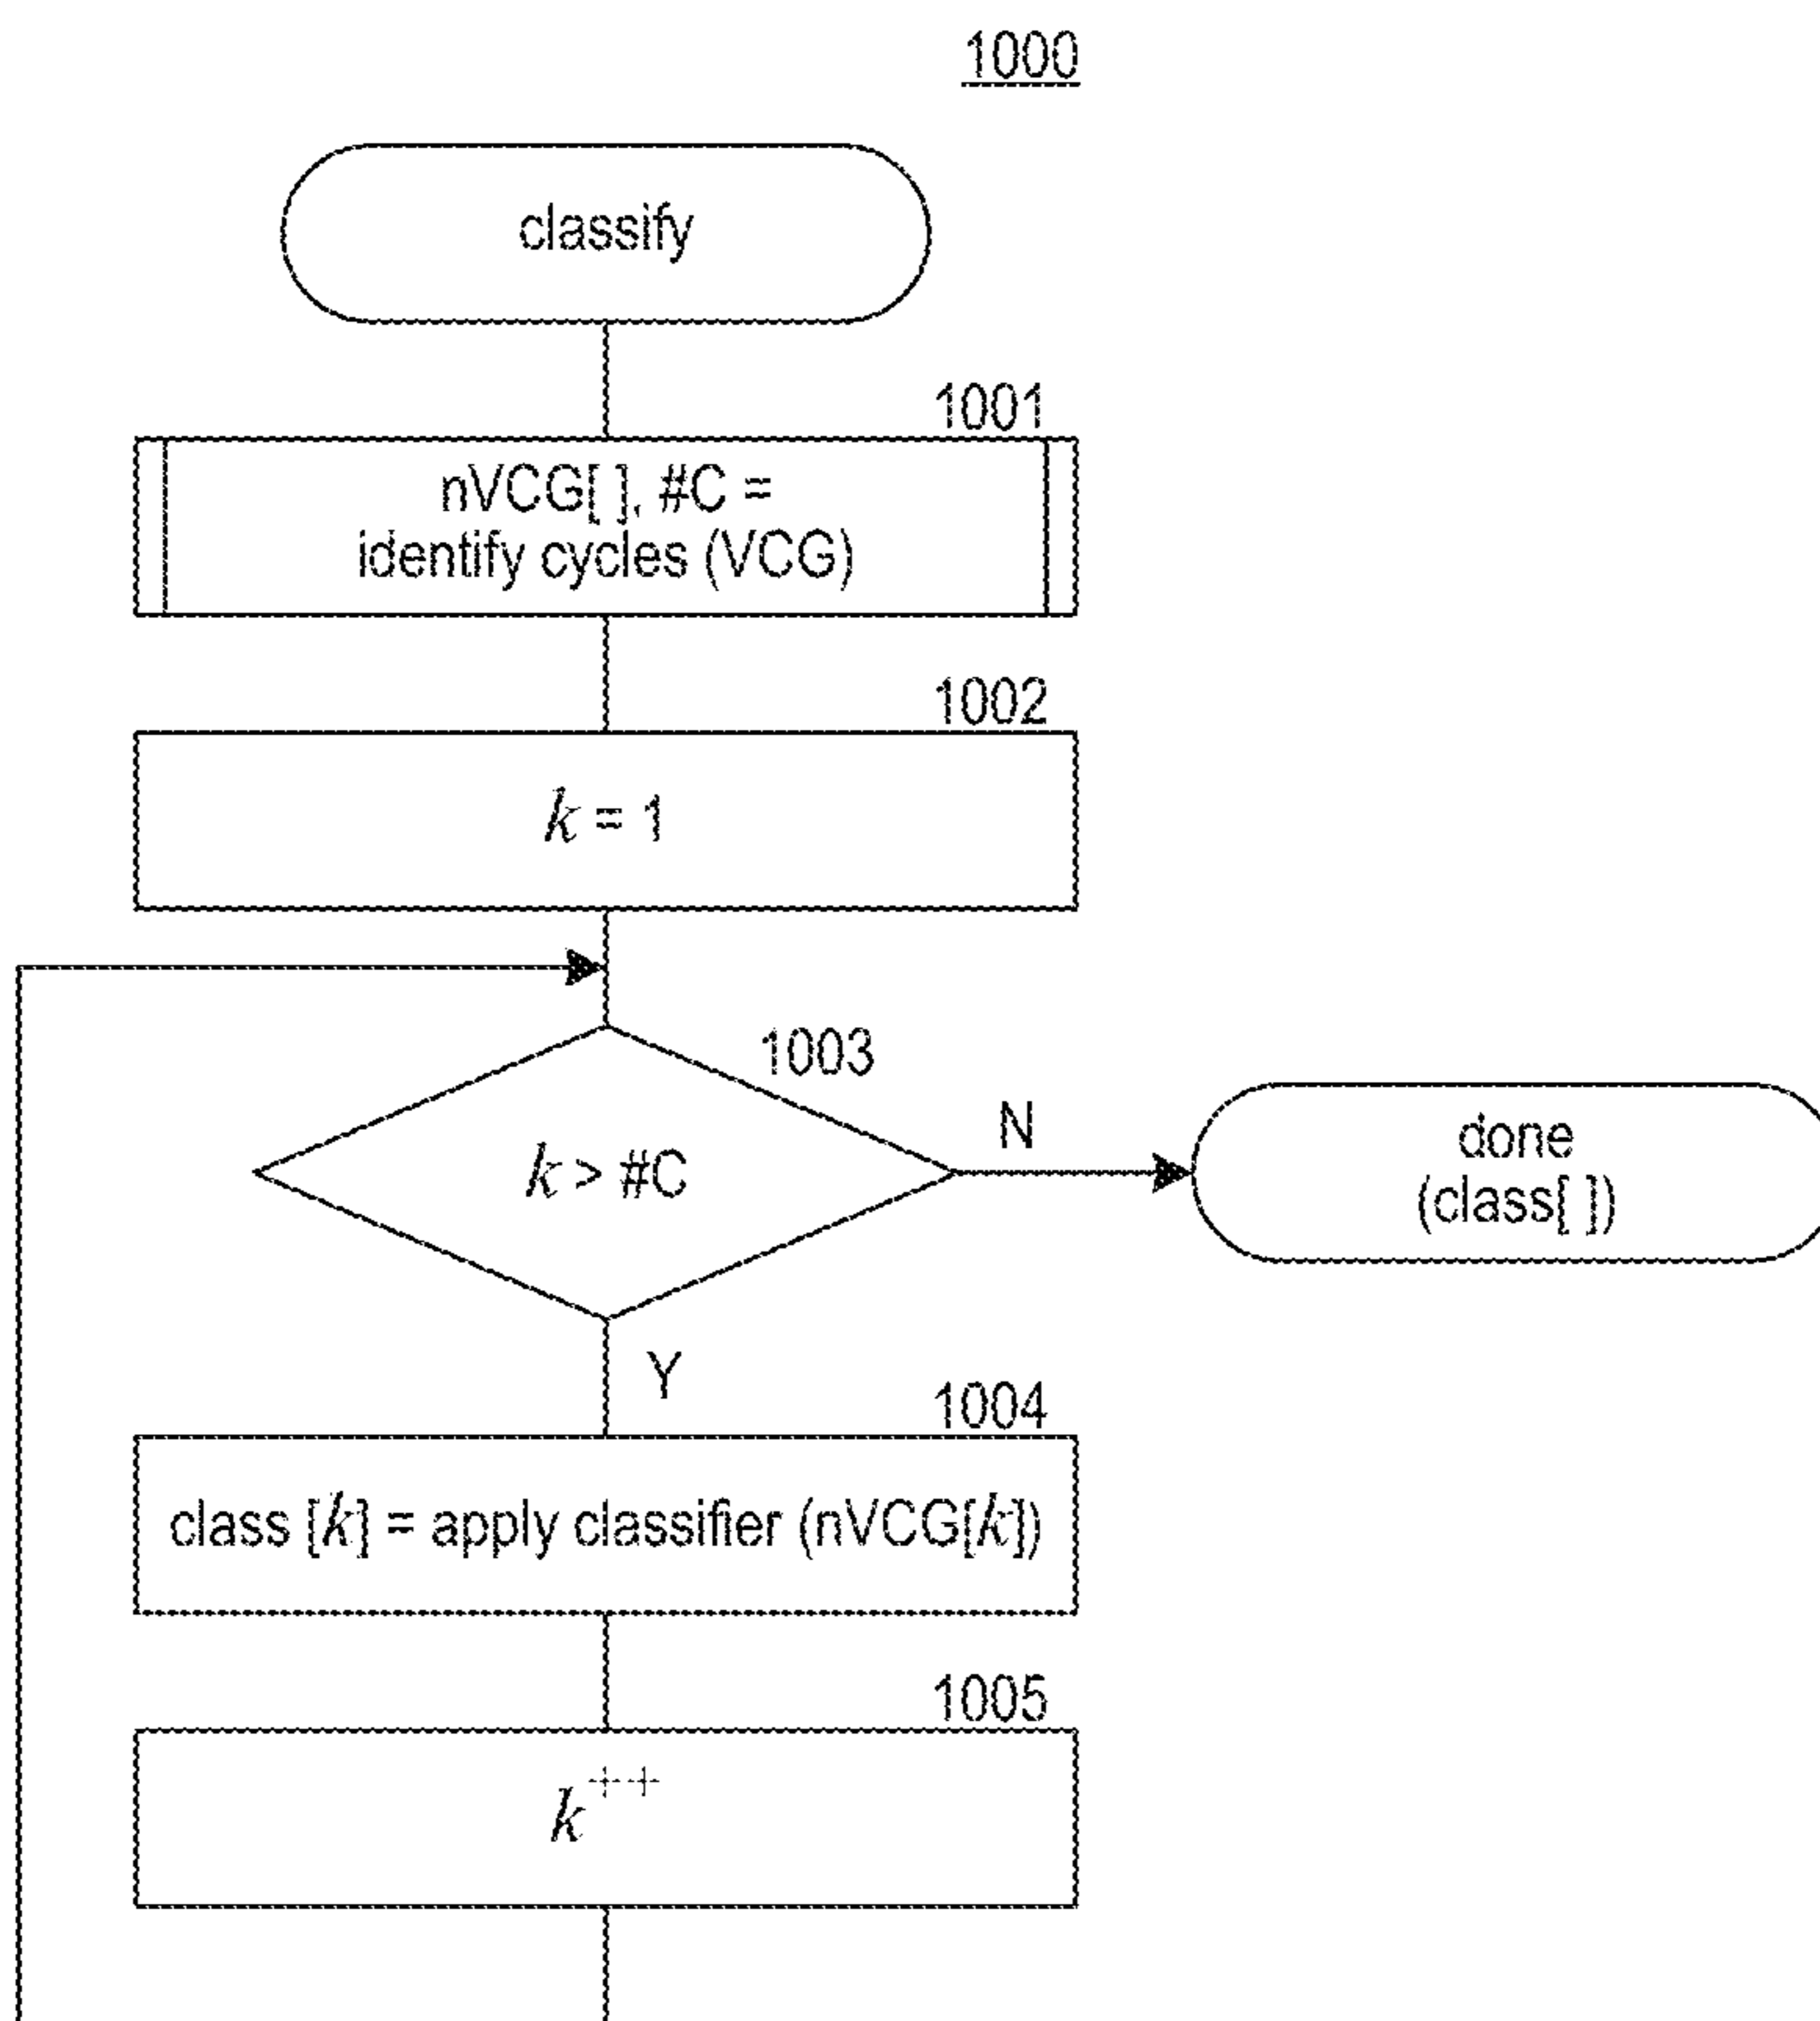 1000
classify
1001
nVCG[ ], #C =
identify cycles (VCG)
1002
k = 1
1003
k > #C
N
done
(class[ ])
Y
1004
class [k] = apply classifier (nVCG[k])
1005
k++